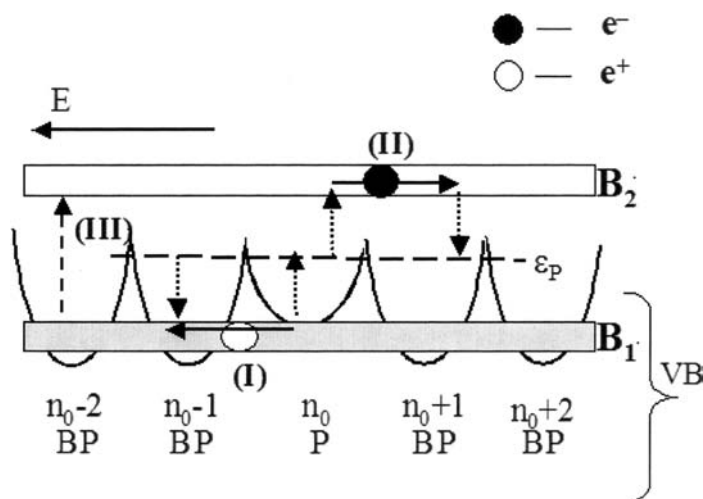 e⁻
e⁺
E
(II)
B₂
(III)
εₚ
B₁
(I)
VB
n₀-2 n₀-1 n₀ n₀+1 n₀+2
BP BP P BP BP